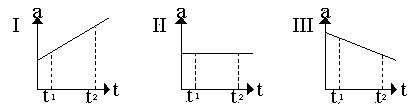 I a t₁ t₂ t
II a t₁ t₂ t
III a t₁ t₂ t